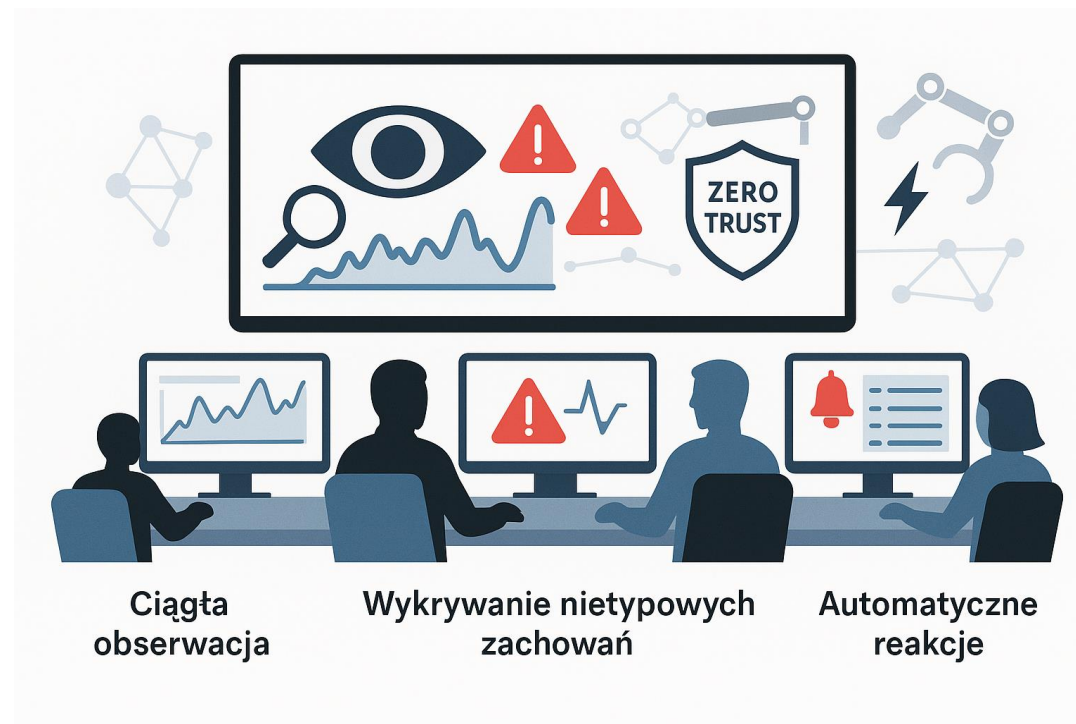 ZERO
TRUST
Ciągła
obserwacja
Wykrywanie nietypowych
zachowań
Automatyczne
reakcje